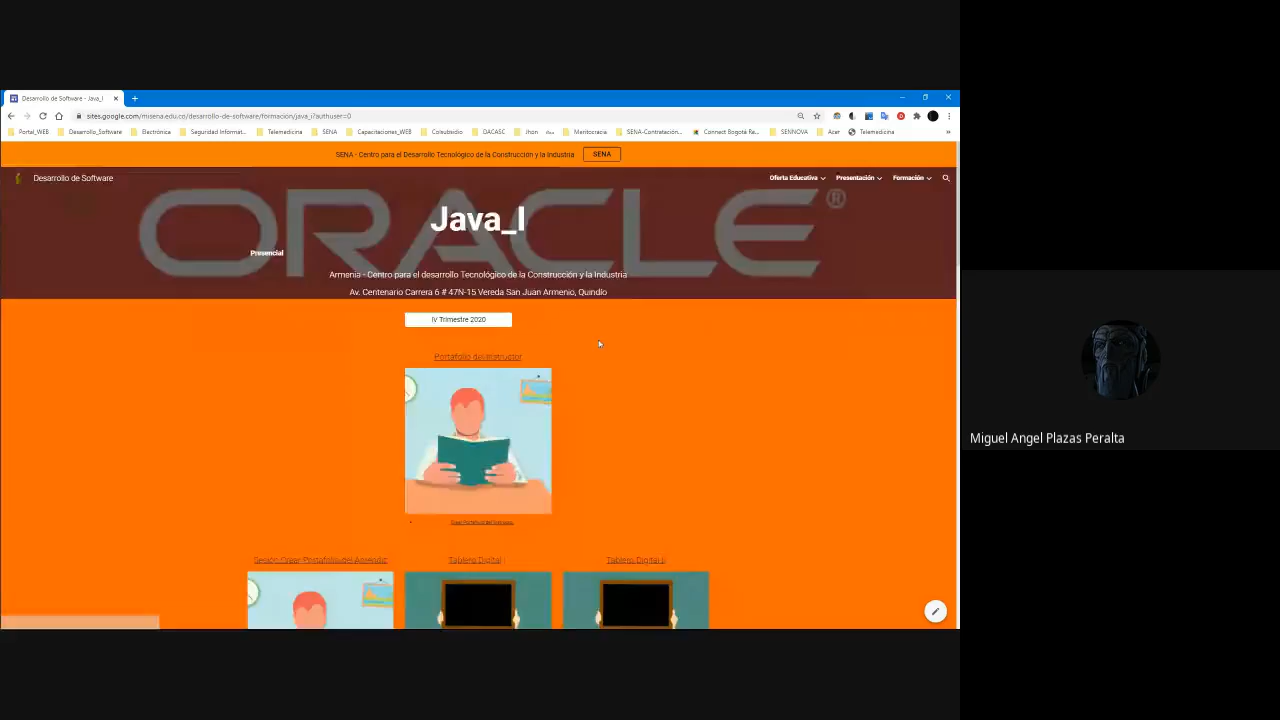 Desarrollo de Software - Java_I
sites.google.com/misena.edu.co/desarrollo-de-software/formacion/java_i?authuser=0
Portal_WEB
Desarrollo_Software
Electrónica
Seguridad Informat...
Telemedicina
SENA
Capacitaciones_WEB
Colsubsidio
DACASC
Jhon
Meritocracia
SENA-Contratación...
Connect Bogotá Re...
SENNOVA
Acer
Telemedicina
»
SENA - Centro para el Desarrollo Tecnológico de la Construcción y la Industria
SENA
Desarrollo de Software
Oferta Educativa
Presentación
Formación
ORACLE®
Java_I
Presencial
Armenia - Centro para el desarrollo Tecnológico de la Construcción y la Industria
Av. Centenario Carrera 6 # 47N-15 Vereda San Juan Armenio, Quindío
IV Trimestre 2020
Portafolio del Instructor
Sesión Crear Portafolio del Aprendiz
Tablero Digital I
Tablero Digital II
Miguel Angel Plazas Peralta